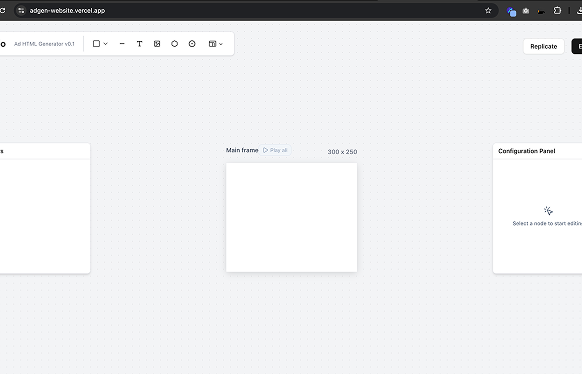 adgen-website.vercel.app
Ad HTML Generator v0.1
T
Replicate
Main frame
Play all
300 x 250
Configuration Panel
Select a node to start editin